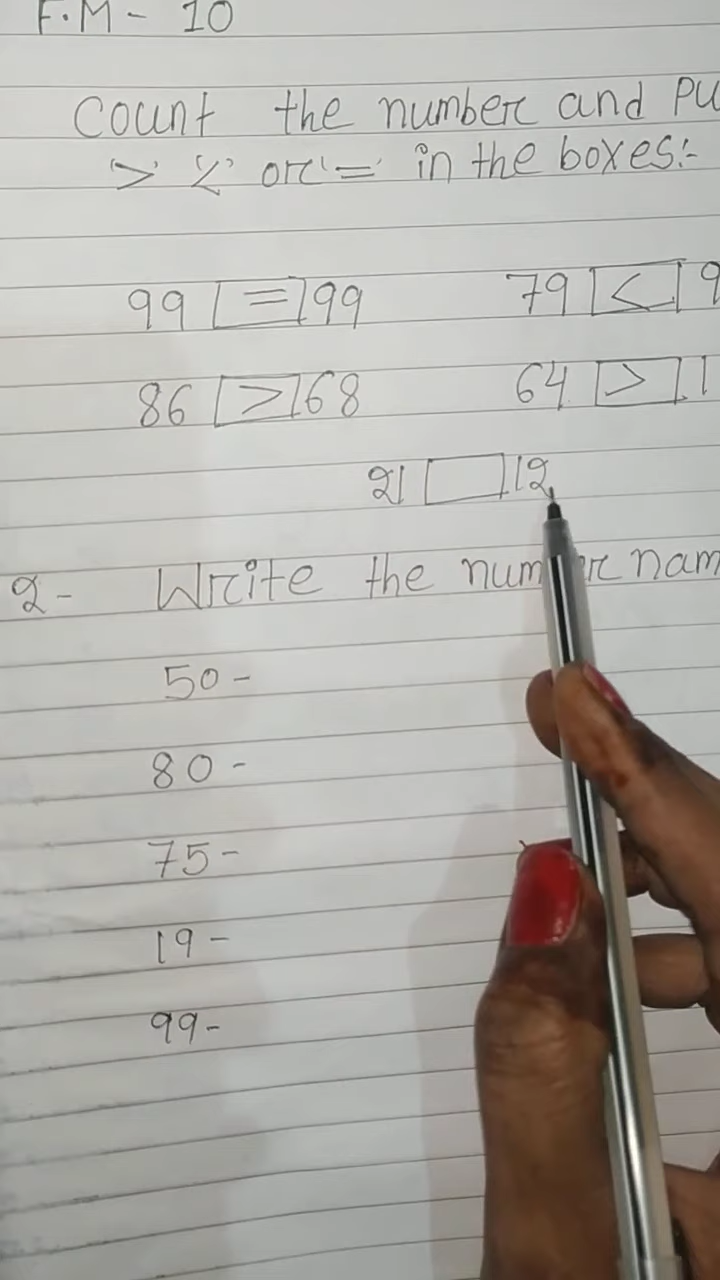 F.M - 10
Count the number and Pu
> '<' or '=' in the boxes:-
99 = 99 79 < 9
86 > 68 64 > 1
21 12
2- Write the number nam
50 -
80 -
75 -
19 -
99 -